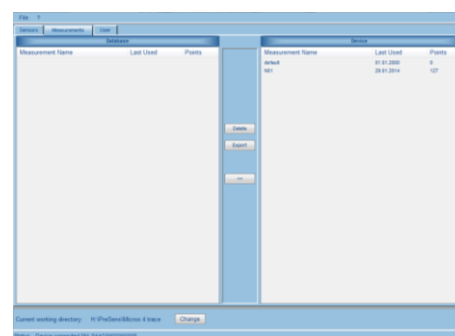 File ?
Sensors Measurements User
Database
Measurement Name Last Used Points
Device
Measurement Name Last Used Points
default 01.01.2000 0
29.01.2014 127
Delete
Export
Current working directory: Change
Status: